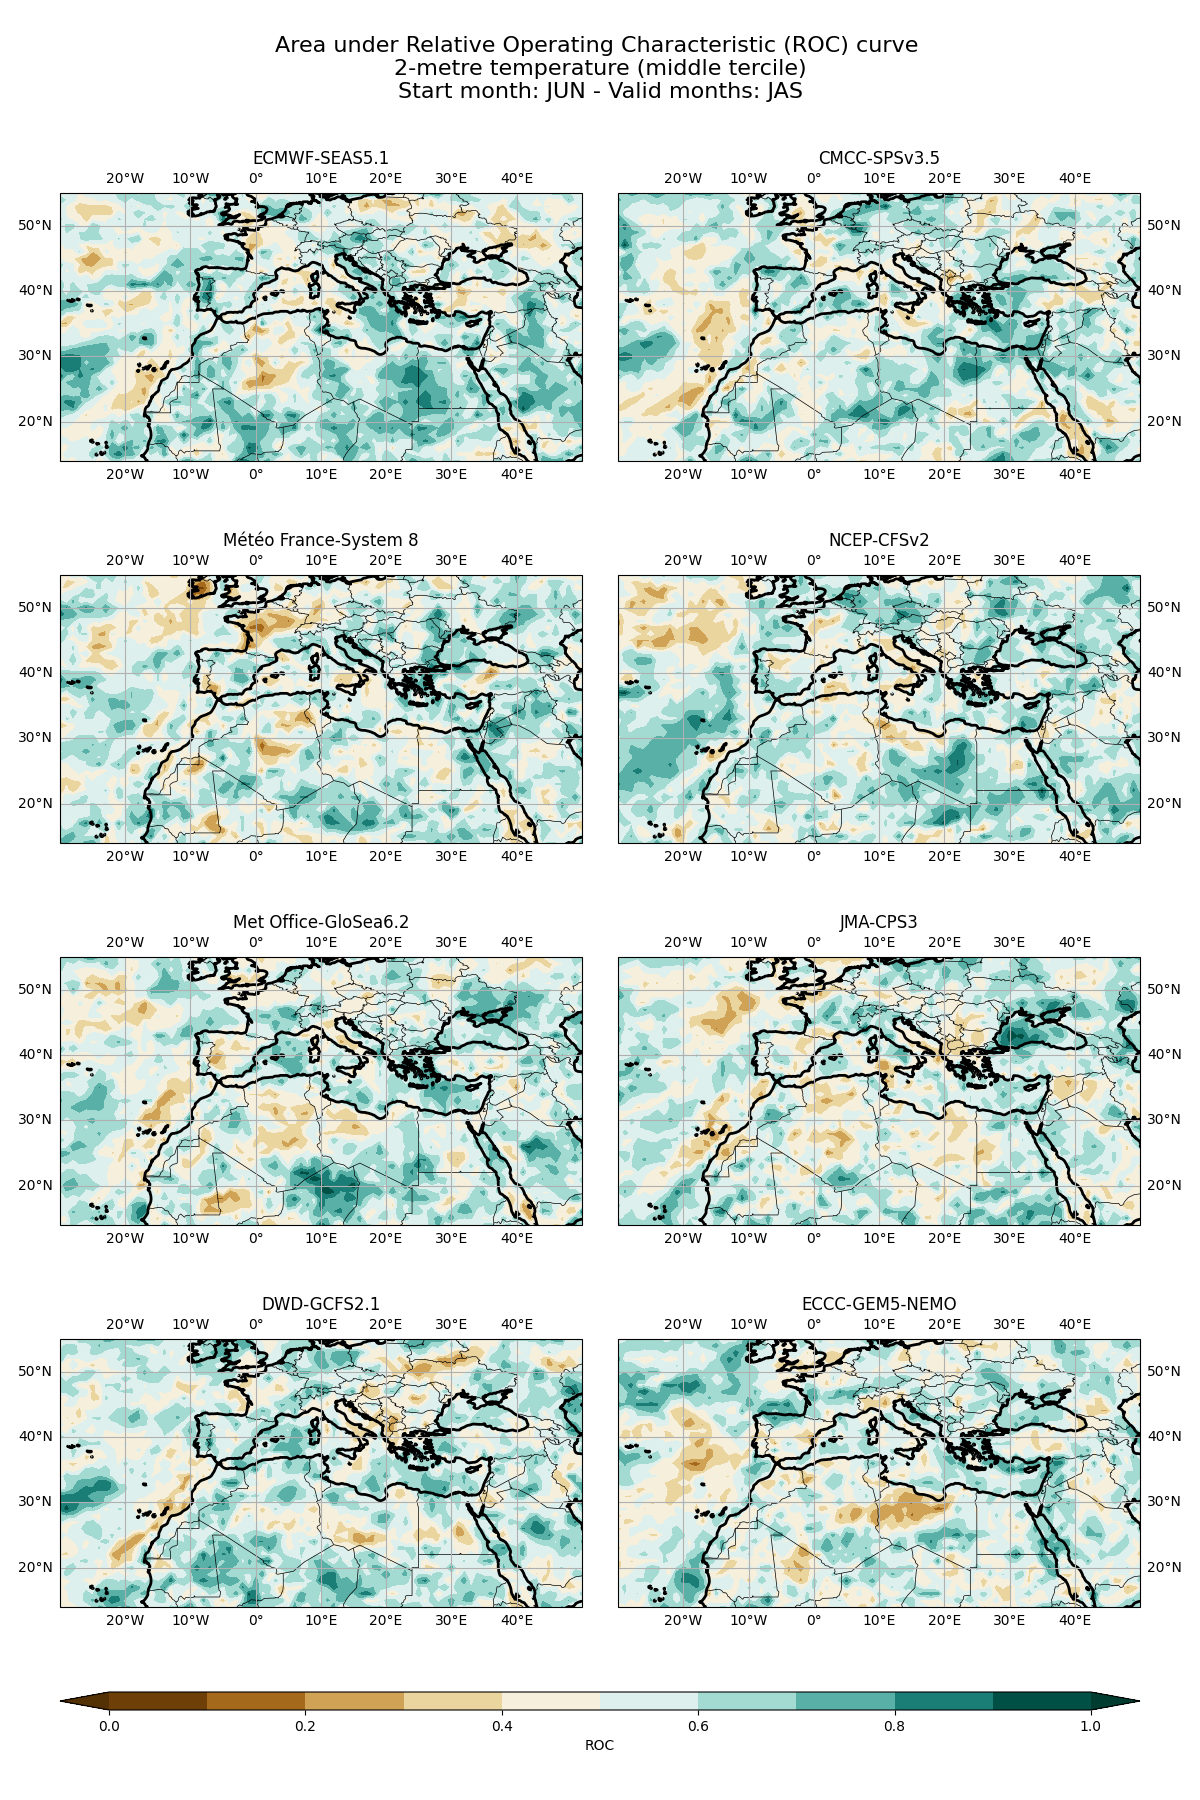 Area under Relative Operating Characteristic (ROC) curve
2-metre temperature (middle tercile)
Start month: JUN - Valid months: JAS
ECMWF-SEAS5.1
CMCC-SPSv3.5
20°W 10°W 0° 10°E 20°E 30°E 40°E
20°W 10°W 0° 10°E 20°E 30°E 40°E
50°N 50°N
40°N 40°N
30°N 30°N
20°N 20°N
20°W 10°W 0° 10°E 20°E 30°E 40°E
20°W 10°W 0° 10°E 20°E 30°E 40°E
Météo France-System 8
NCEP-CFSv2
20°W 10°W 0° 10°E 20°E 30°E 40°E
20°W 10°W 0° 10°E 20°E 30°E 40°E
50°N 50°N
40°N 40°N
30°N 30°N
20°N 20°N
20°W 10°W 0° 10°E 20°E 30°E 40°E
20°W 10°W 0° 10°E 20°E 30°E 40°E
Met Office-GloSea6.2
JMA-CPS3
20°W 10°W 0° 10°E 20°E 30°E 40°E
20°W 10°W 0° 10°E 20°E 30°E 40°E
50°N 50°N
40°N 40°N
30°N 30°N
20°N 20°N
20°W 10°W 0° 10°E 20°E 30°E 40°E
20°W 10°W 0° 10°E 20°E 30°E 40°E
DWD-GCFS2.1
ECCC-GEM5-NEMO
20°W 10°W 0° 10°E 20°E 30°E 40°E
20°W 10°W 0° 10°E 20°E 30°E 40°E
50°N 50°N
40°N 40°N
30°N 30°N
20°N 20°N
20°W 10°W 0° 10°E 20°E 30°E 40°E
20°W 10°W 0° 10°E 20°E 30°E 40°E
0.0 0.2 0.4 0.6 0.8 1.0
ROC